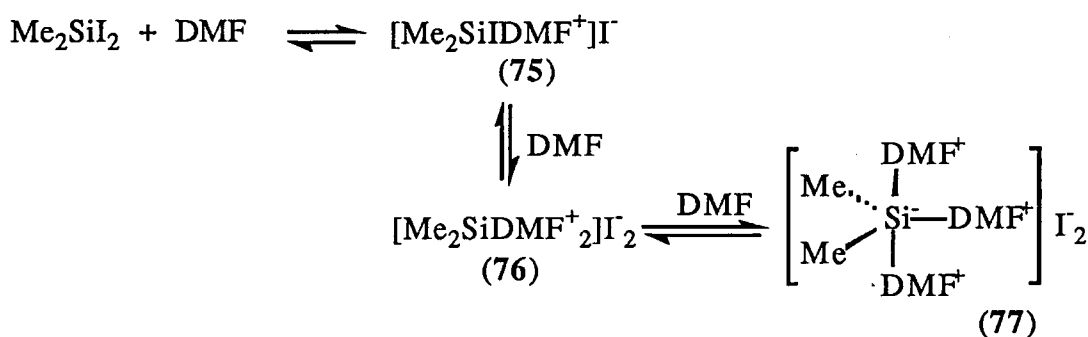 Me₂SiI₂ + DMF ⇌ [Me₂SiIDMF⁺]I⁻
(75)
DMF
[Me₂SiDMF⁺₂]I⁻₂ DMF
(76)
DMF⁺
Me
Si⁻ DMF⁺ I⁻₂
Me
DMF⁺
(77)